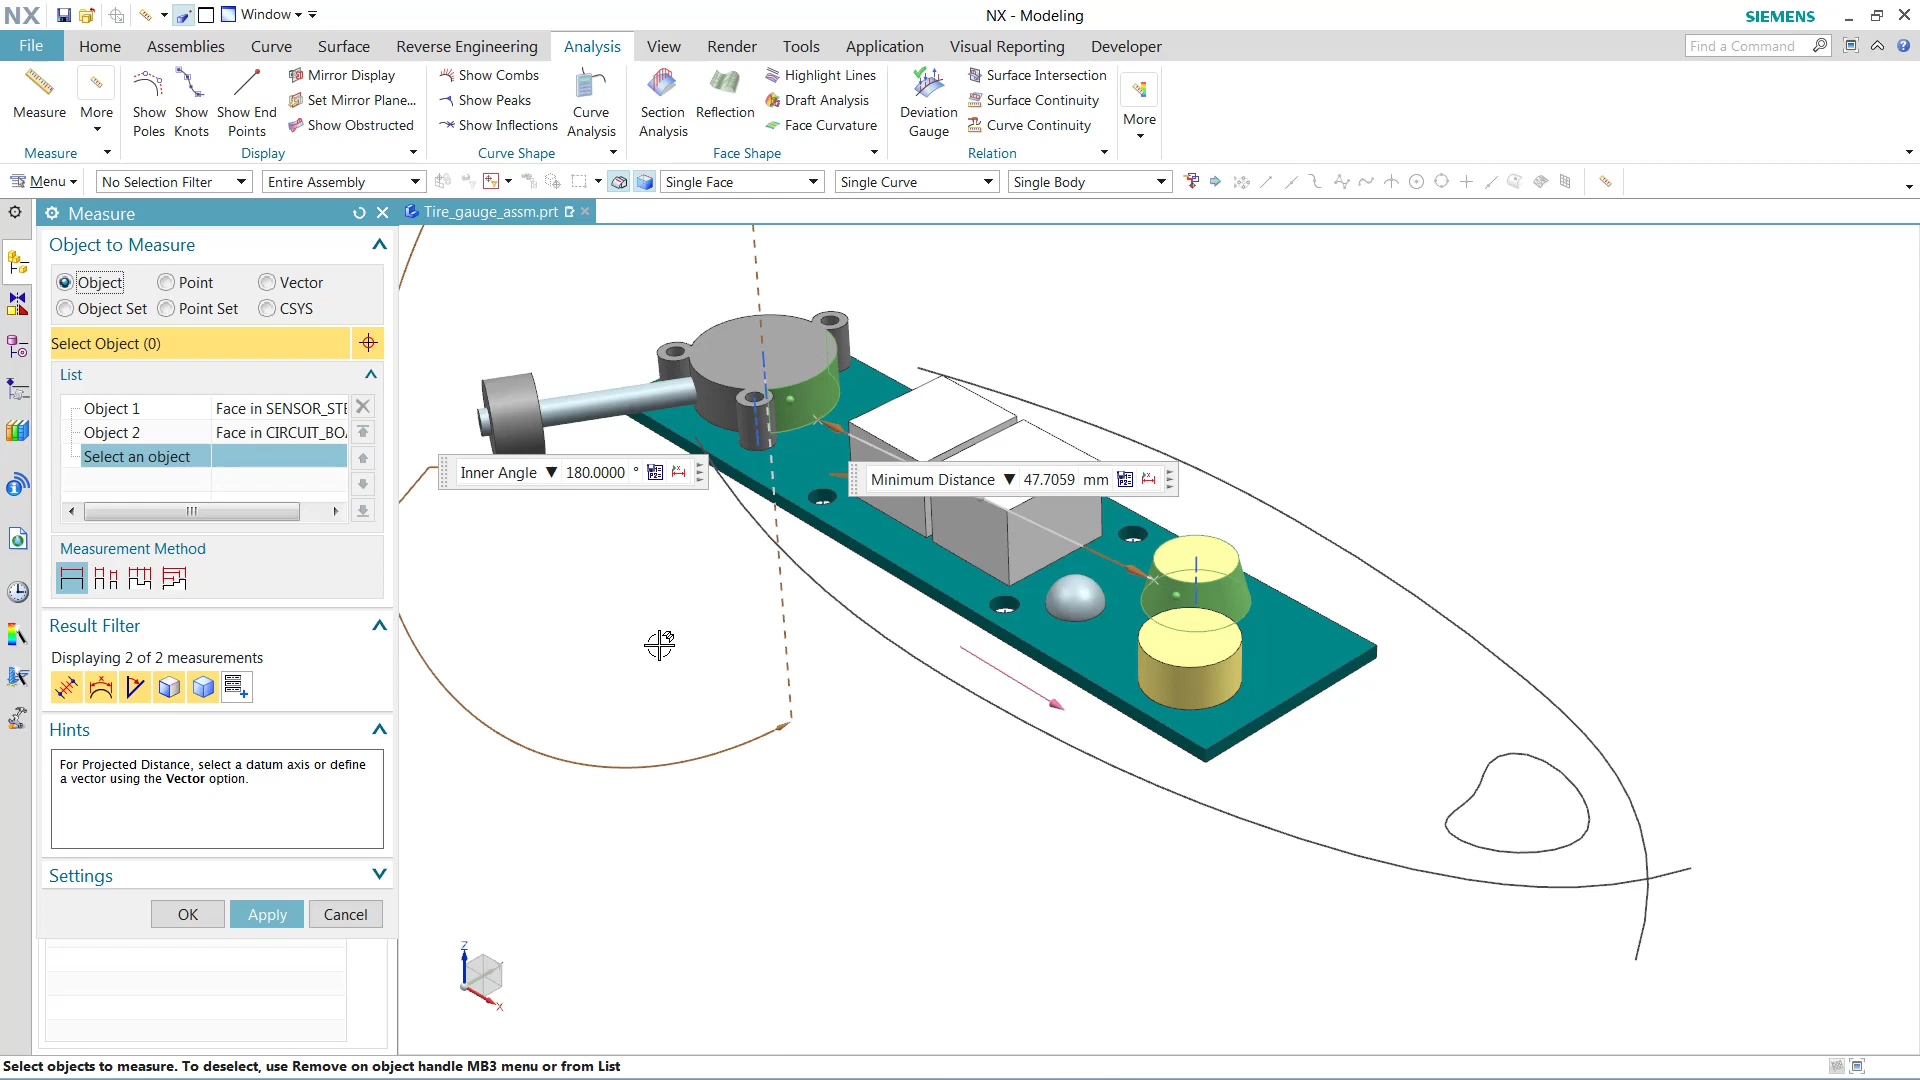 NX
Window
NX - Modeling
SIEMENS
File
Home
Assemblies
Curve
Surface
Reverse Engineering
Analysis
View
Render
Tools
Application
Visual Reporting
Developer
Find a Command
Measure
More
Show Poles
Show Knots
Show End Points
Mirror Display
Set Mirror Plane...
Show Obstructed
Show Combs
Show Peaks
Show Inflections
Curve Analysis
Section Analysis
Reflection
Highlight Lines
Draft Analysis
Face Curvature
Deviation Gauge
Surface Intersection
Surface Continuity
Curve Continuity
More
Measure
Display
Curve Shape
Face Shape
Relation
Menu
No Selection Filter
Entire Assembly
Single Face
Single Curve
Single Body
Measure
Tire_gauge_assm.prt
Object to Measure
Object
Point
Vector
Object Set
Point Set
CSYS
Select Object (0)
List
Object 1
Face in SENSOR_STE
Object 2
Face in CIRCUIT_BOA
Select an object
Inner Angle
180.0000 °
Minimum Distance
47.7059 mm
Measurement Method
Result Filter
Displaying 2 of 2 measurements
Hints
For Projected Distance, select a datum axis or define
a vector using the Vector option.
Settings
OK
Apply
Cancel
Z
X
Select objects to measure. To deselect, use Remove on object handle MB3 menu or from List